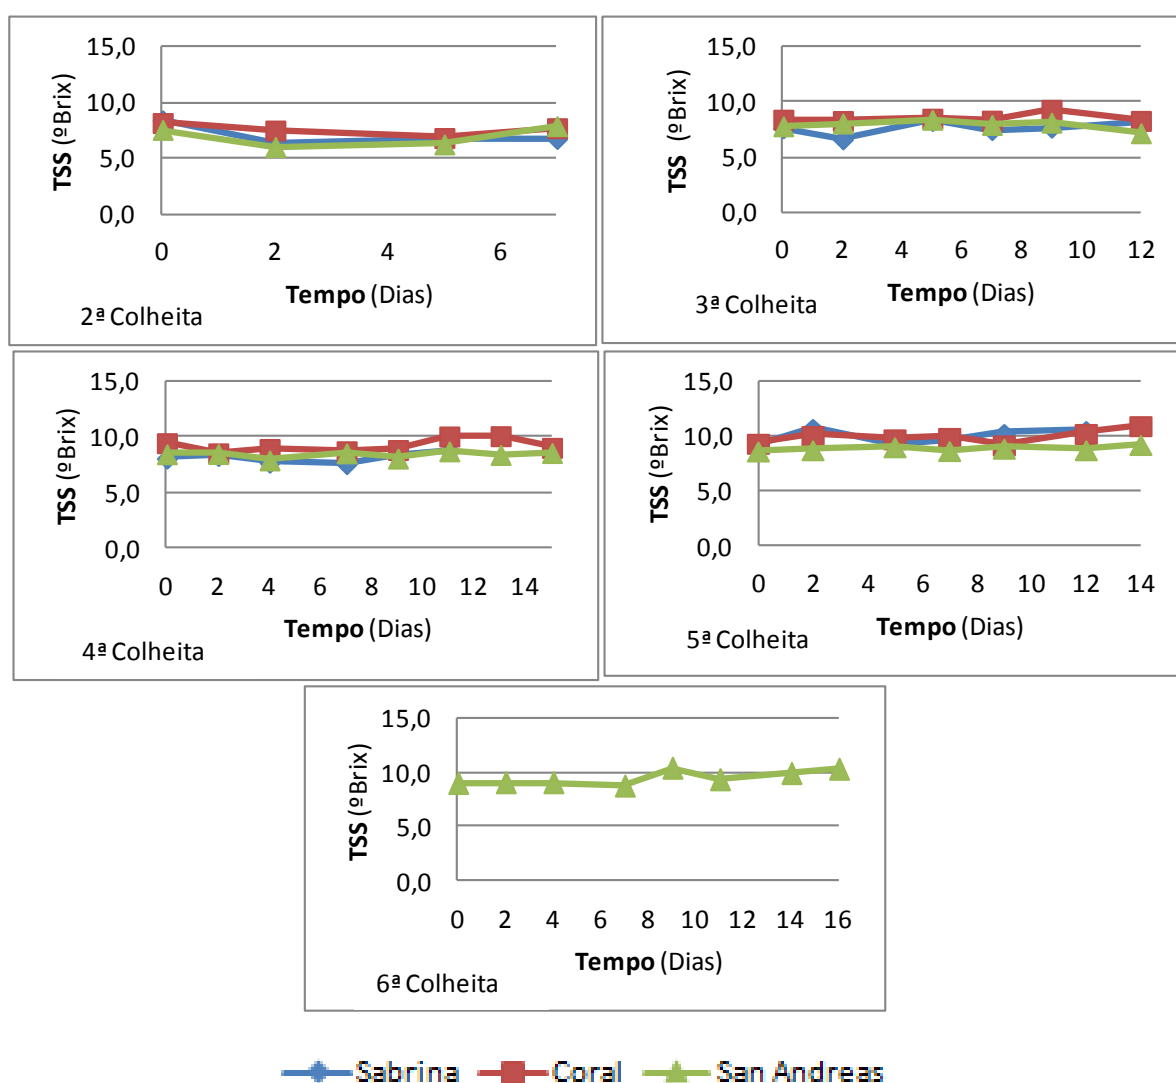 15,0
10,0
5,0
0,0
TSS (ºBrix)
0 2 4 6
Tempo (Dias)
2ª Colheita
15,0
10,0
5,0
0,0
TSS (ºBrix)
0 2 4 6 8 10 12
Tempo (Dias)
3ª Colheita
15,0
10,0
5,0
0,0
TSS (ºBrix)
0 2 4 6 8 10 12 14
Tempo (Dias)
4ª Colheita
15,0
10,0
5,0
0,0
TSS (ºBrix)
0 2 4 6 8 10 12 14
Tempo (Dias)
5ª Colheita
15,0
10,0
5,0
0,0
TSS (ºBrix)
0 2 4 6 8 10 12 14 16
Tempo (Dias)
6ª Colheita
Sabrina Coral San Andreas